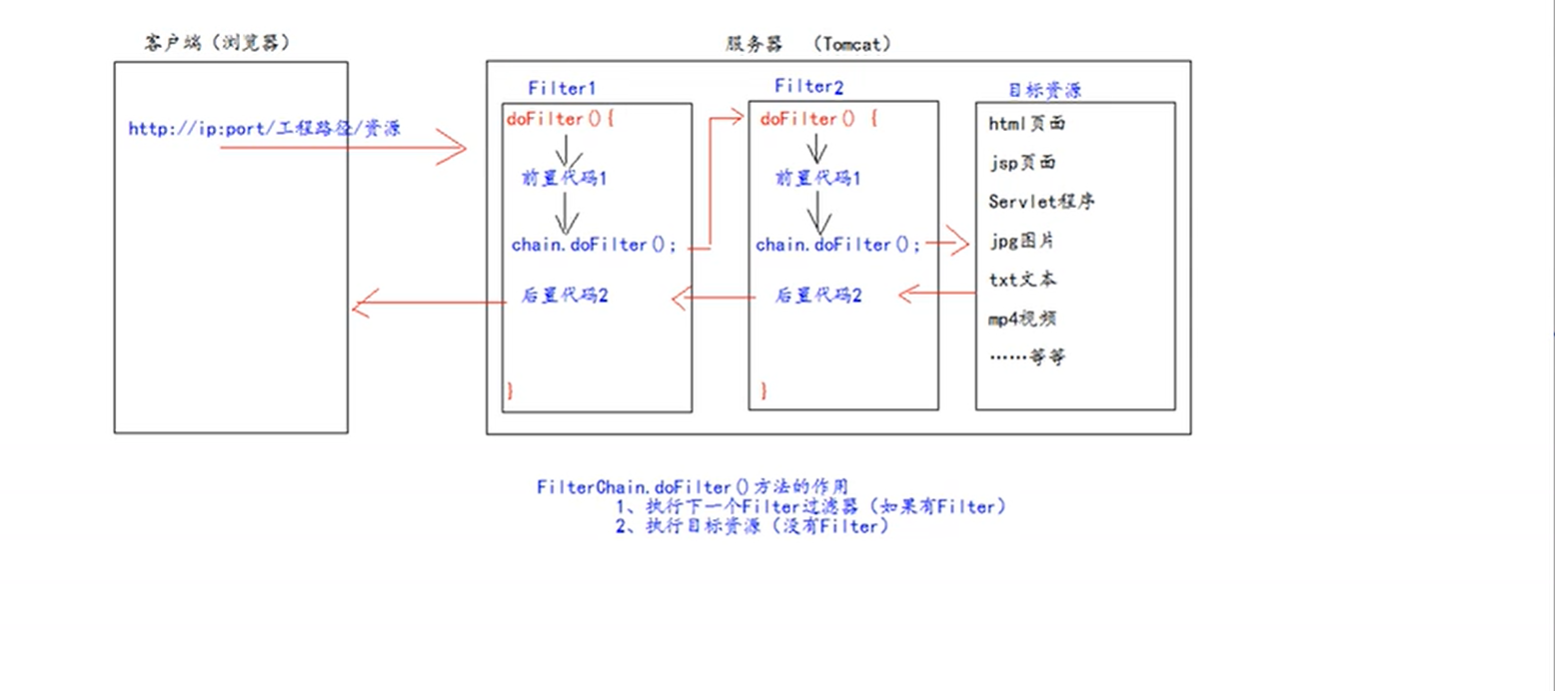 客户端（浏览器）
http://ip:port/工程路径/资源
服务器 （Tomcat）
Filter1
doFilter(){
前置代码1
chain.doFilter();
后置代码2
}
Filter2
doFilter() {
前置代码1
chain.doFilter();
后置代码2
}
目标资源
html页面
jsp页面
Servlet程序
jpg图片
txt文本
mp4视频
……等等
FilterChain.doFilter()方法的作用
1、执行下一个Filter过滤器（如果有Filter）
2、执行目标资源（没有Filter）